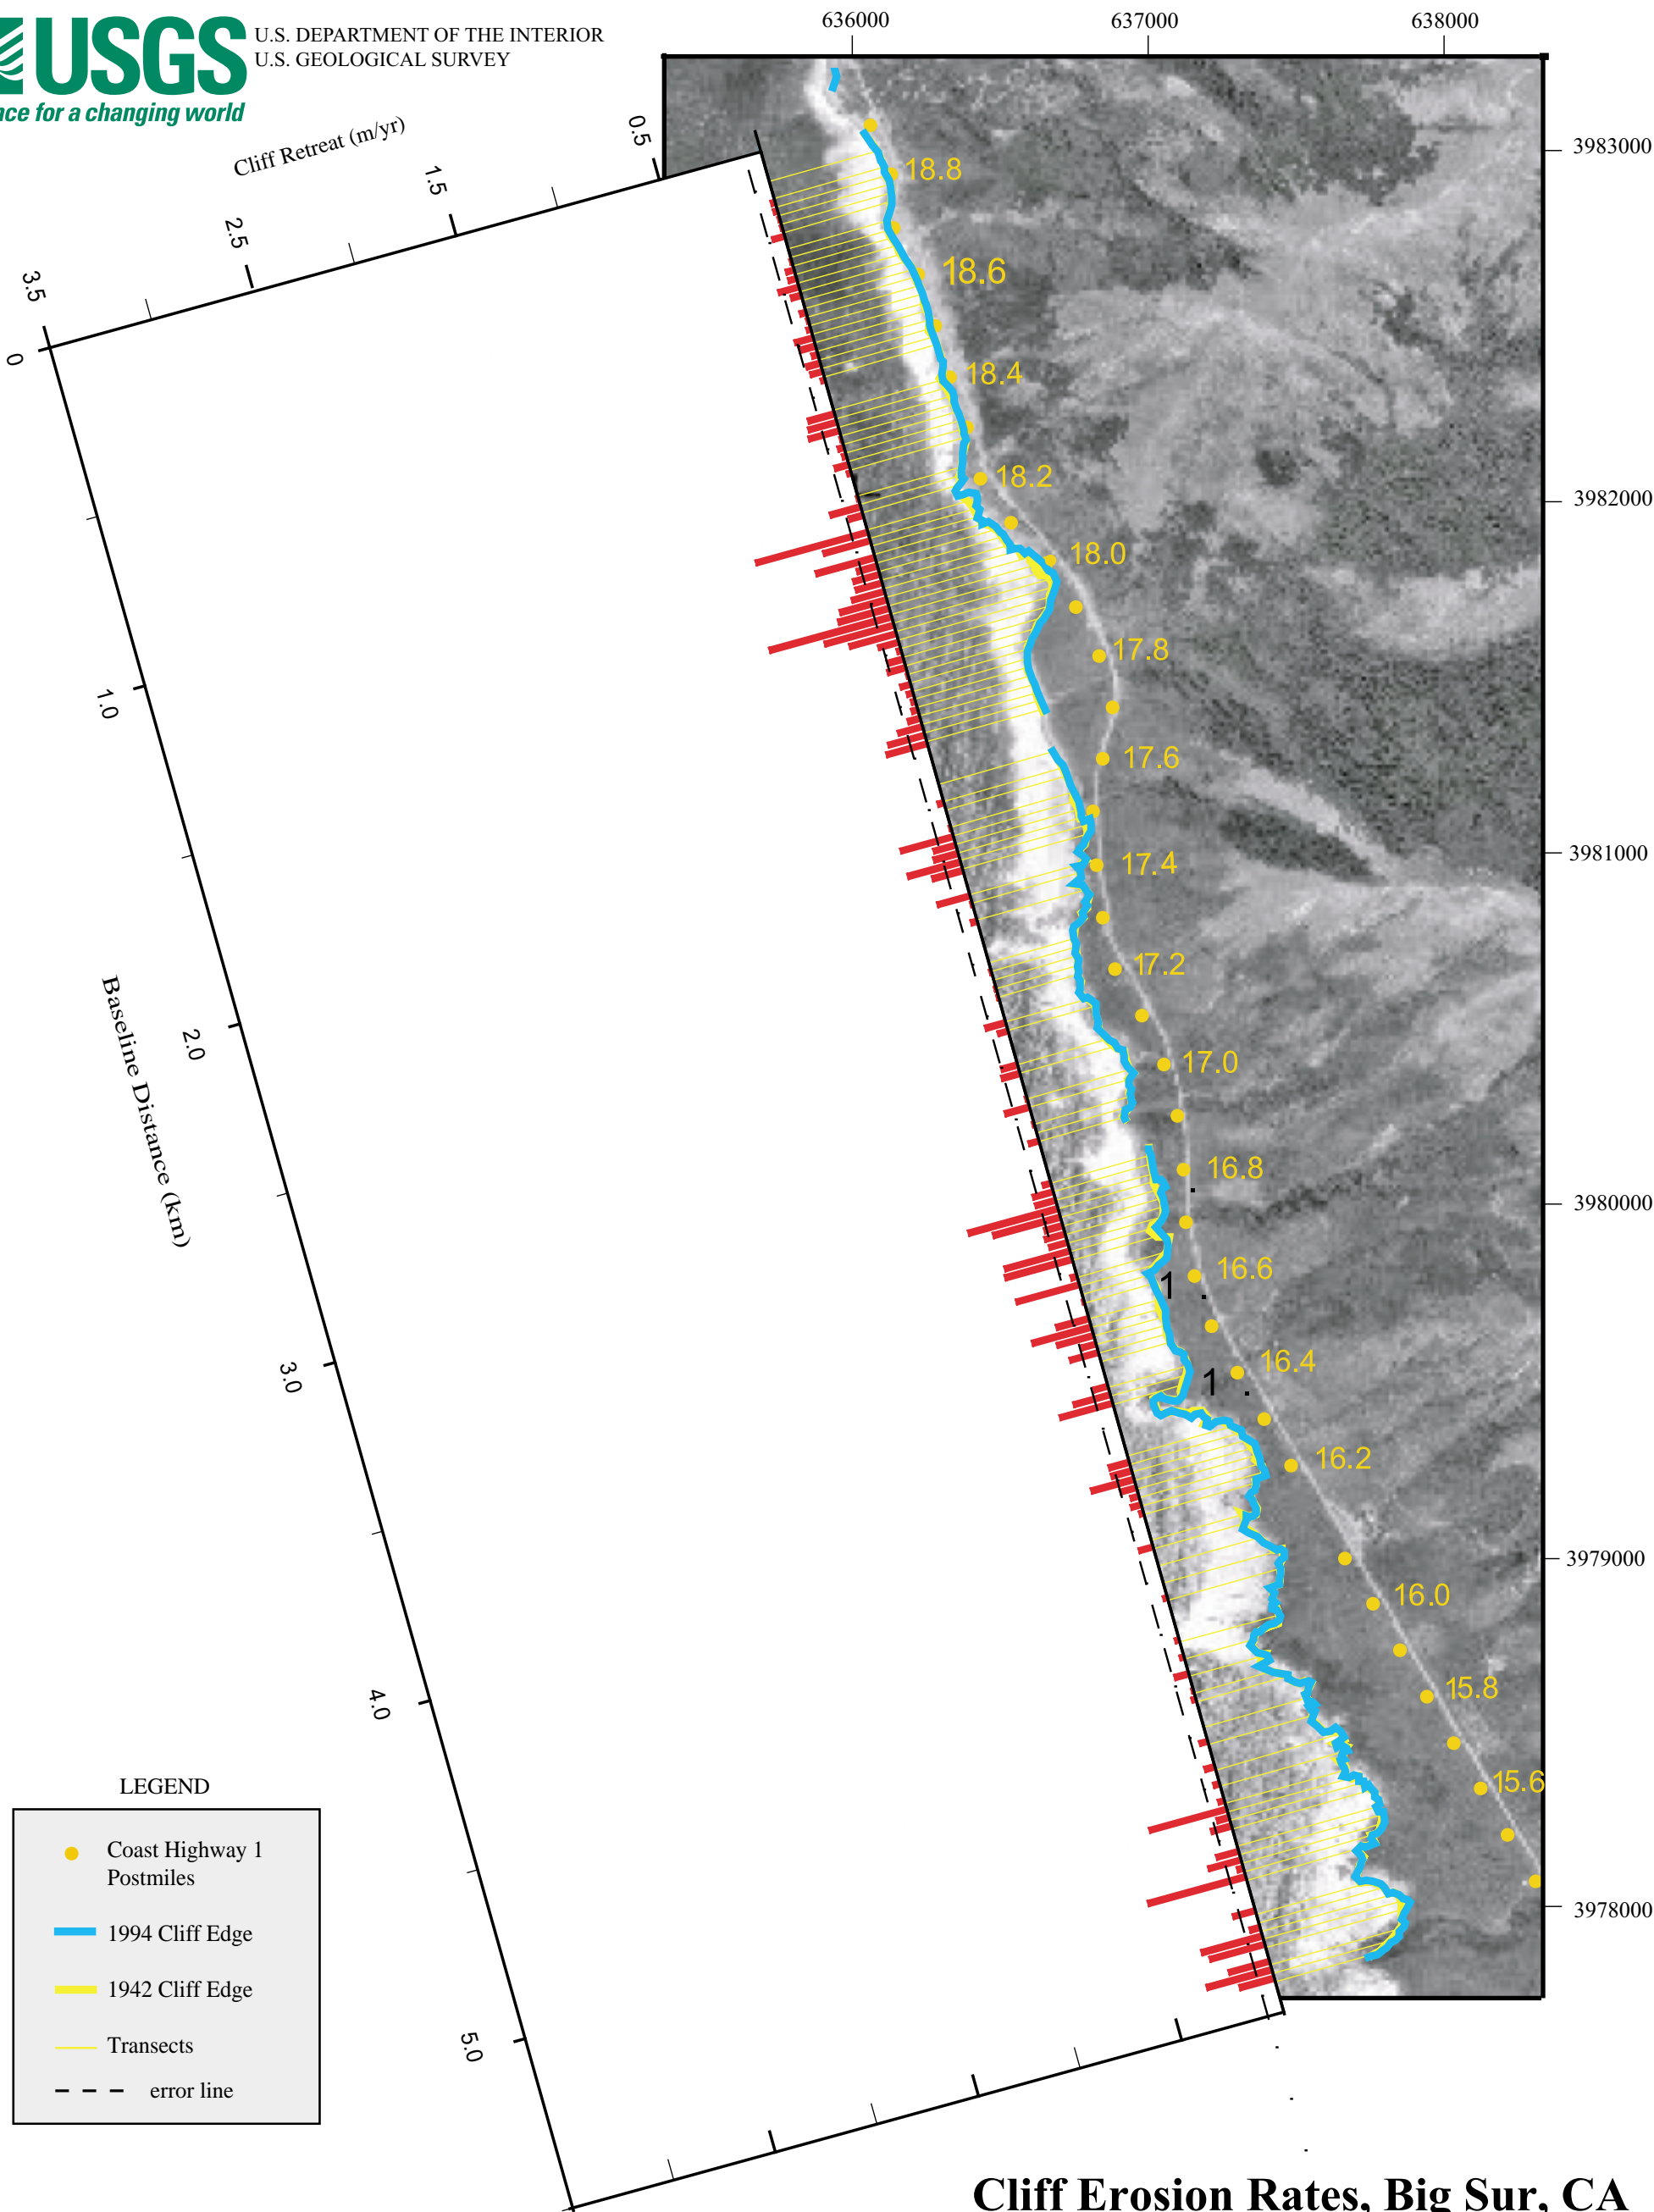 USGS
nce for a changing world
U.S. DEPARTMENT OF THE INTERIOR
U.S. GEOLOGICAL SURVEY
636000
637000
638000
Cliff Retreat (m/yr)
0.5
1.5
2.5
3.5
0
1.0
2.0
3.0
4.0
5.0
Baseline Distance (km)
3983000
3982000
3981000
3980000
3979000
3978000
18.8
18.6
18.4
18.2
18.0
17.8
17.6
17.4
17.2
17.0
16.8
16.6
1
16.4
1
16.2
16.0
15.8
15.6
LEGEND
Coast Highway 1
Postmiles
1994 Cliff Edge
1942 Cliff Edge
Transects
error line
Cliff Erosion Rates, Big Sur, CA